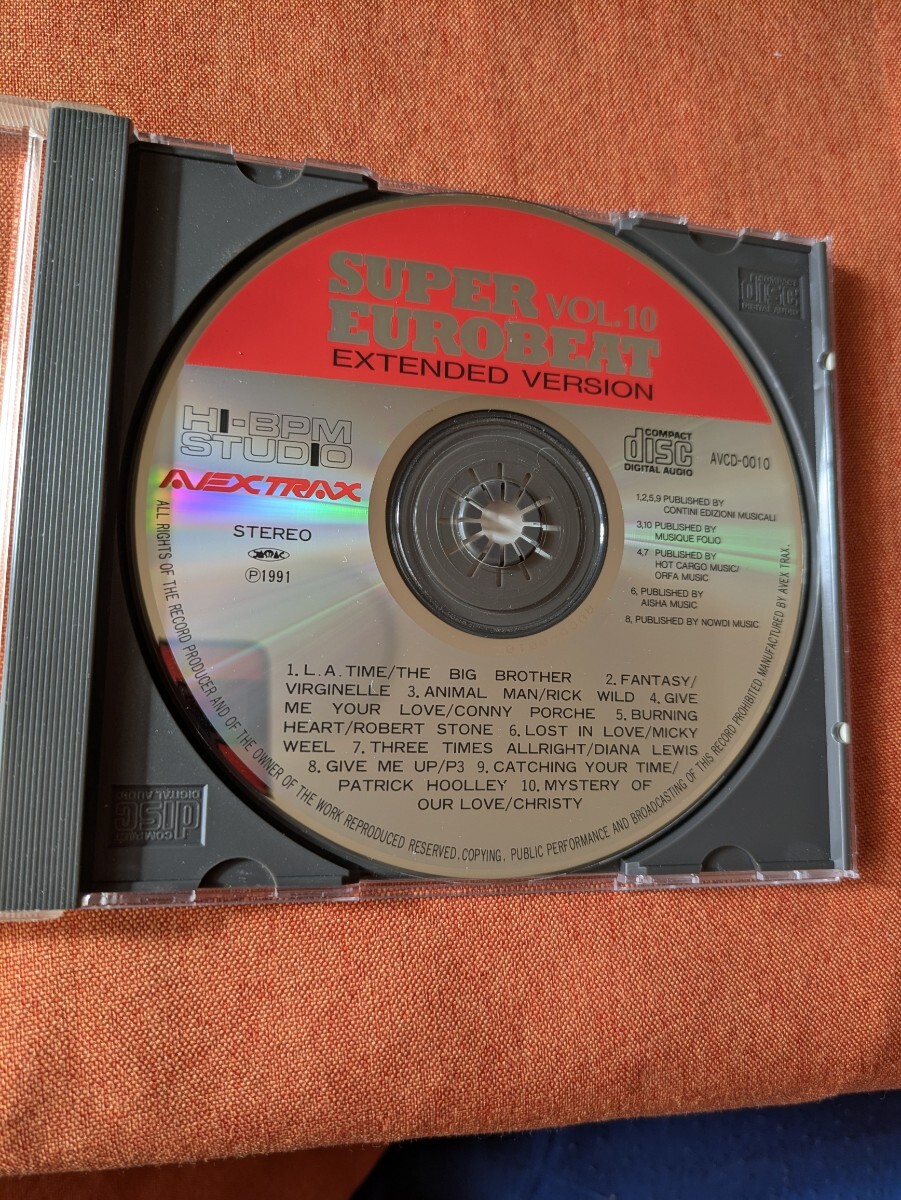 SUPER VOL.10
EUROBEAT
EXTENDED VERSION
HI-BPM
STUDIO
AVEX TRAX
STEREO
Ⓟ1991
COMPACT
disc
DIGITAL AUDIO
AVCD-0010
1,2,5,9 PUBLISHED BY
CONTINI EDIZIONI MUSICALI
3,10 PUBLISHED BY
MUSIQUE FOLIO
4,7 PUBLISHED BY
HOT CARGO MUSIC/
ORFA MUSIC
6, PUBLISHED BY
AISHA MUSIC
8, PUBLISHED BY NOWDI MUSIC
1. L.A. TIME/THE BIG BROTHER 2. FANTASY/
VIRGINELLE 3. ANIMAL MAN/RICK WILD 4. GIVE
ME YOUR LOVE/CONNY PORCHE 5. BURNING
HEART/ROBERT STONE 6. LOST IN LOVE/MICKY
WEEL 7. THREE TIMES ALLRIGHT/DIANA LEWIS
8. GIVE ME UP/P3 9. CATCHING YOUR TIME/
PATRICK HOOLLEY 10. MYSTERY OF
OUR LOVE/CHRISTY
ALL RIGHTS OF THE RECORD PRODUCER AND OF THE OWNER OF THE WORK REPRODUCED RESERVED. COPYING, PUBLIC PERFORMANCE AND BROADCASTING OF THIS RECORD PROHIBITED. MANUFACTURED BY AVEX TRAX.
COMPACT
disc
DIGITAL AUDIO
COMPACT
disc
DIGITAL AUDIO